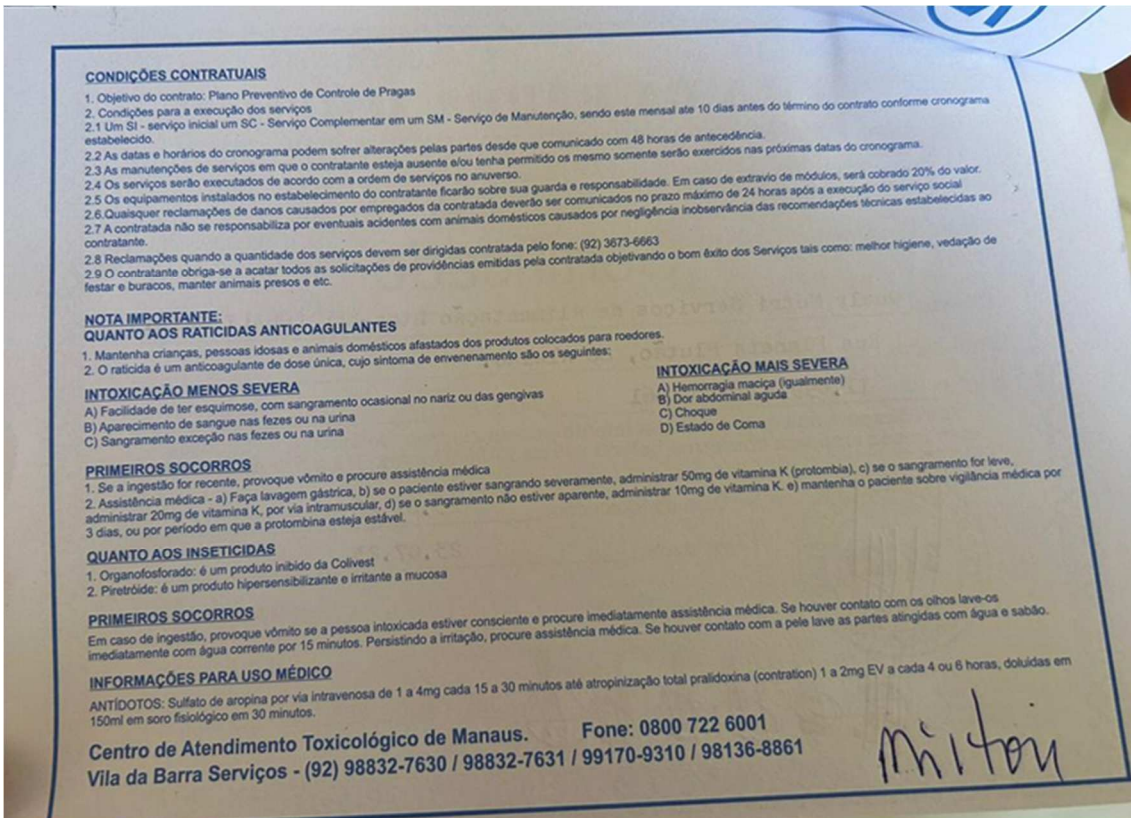 CONDIÇÕES CONTRATUAIS
1. Objetivo do contrato: Plano Preventivo de Controle de Pragas
2. Condições para a execução dos serviços
2.1 Um SI - serviço inicial um SC - Serviço Complementar em um SM - Serviço de Manutenção, sendo este mensal ate 10 dias antes do término do contrato conforme cronograma
estabelecido.
2.2 As datas e horários do cronograma podem sofrer alterações pelas partes desde que comunicado com 48 horas de antecedência.
2.3 As manutenções de serviços em que o contratante esteja ausente e/ou tenha permitido os mesmo somente serão exercidos nas próximas datas do cronograma.
2.4 Os serviços serão executados de acordo com a ordem de serviços no anuverso.
2.5 Os equipamentos instalados no estabelecimento do contratante ficarão sobre sua guarda e responsabilidade. Em caso de extravio de módulos, será cobrado 20% do valor.
2.6.Quaisquer reclamações de danos causados por empregados da contratada deverão ser comunicados no prazo máximo de 24 horas após a execução do serviço social
2.7 A contratada não se responsabiliza por eventuais acidentes com animais domésticos causados por negligência inobservância das recomendações técnicas estabelecidas ao
contratante.
2.8 Reclamações quando a quantidade dos serviços devem ser dirigidas contratada pelo fone: (92) 3673-6663
2.9 O contratante obriga-se a acatar todos as solicitações de providências emitidas pela contratada objetivando o bom êxito dos Serviços tais como: melhor higiene, vedação de
festar e buracos, manter animais presos e etc.
NOTA IMPORTANTE:
QUANTO AOS RATICIDAS ANTICOAGULANTES
1. Mantenha crianças, pessoas idosas e animais domésticos afastados dos produtos colocados para roedores.
2. O raticida é um anticoagulante de dose única, cujo sintoma de envenenamento são os seguintes:
INTOXICAÇÃO MENOS SEVERA
A) Facilidade de ter esquimose, com sangramento ocasional no nariz ou das gengivas
B) Aparecimento de sangue nas fezes ou na urina
C) Sangramento exceção nas fezes ou na urina
INTOXICAÇÃO MAIS SEVERA
A) Hemorragia maciça (igualmente)
B) Dor abdominal aguda
C) Choque
D) Estado de Coma
PRIMEIROS SOCORROS
1. Se a ingestão for recente, provoque vômito e procure assistência médica
2. Assistência médica - a) Faça lavagem gástrica, b) se o paciente estiver sangrando severamente, administrar 50mg de vitamina K (protombia), c) se o sangramento for leve,
administrar 20mg de vitamina K, por via intramuscular, d) se o sangramento não estiver aparente, administrar 10mg de vitamina K. e) mantenha o paciente sobre vigilância médica por
3 dias, ou por período em que a protombina esteja estável.
QUANTO AOS INSETICIDAS
1. Organofosforado: é um produto inibido da Colivest
2. Piretróide: é um produto hipersensibilizante e irritante a mucosa
PRIMEIROS SOCORROS
Em caso de ingestão, provoque vômito se a pessoa intoxicada estiver consciente e procure imediatamente assistência médica. Se houver contato com os olhos lave-os
imediatamente com água corrente por 15 minutos. Persistindo a irritação, procure assistência médica. Se houver contato com a pele lave as partes atingidas com água e sabão.
INFORMAÇÕES PARA USO MÉDICO
ANTÍDOTOS: Sulfato de aropina por via intravenosa de 1 a 4mg cada 15 a 30 minutos até atropinização total pralidoxina (contration) 1 a 2mg EV a cada 4 ou 6 horas, doluídas em
150ml em soro fisiológico em 30 minutos.
Centro de Atendimento Toxicológico de Manaus. Fone: 0800 722 6001
Vila da Barra Serviços - (92) 98832-7630 / 98832-7631 / 99170-9310 / 98136-8861
Milton